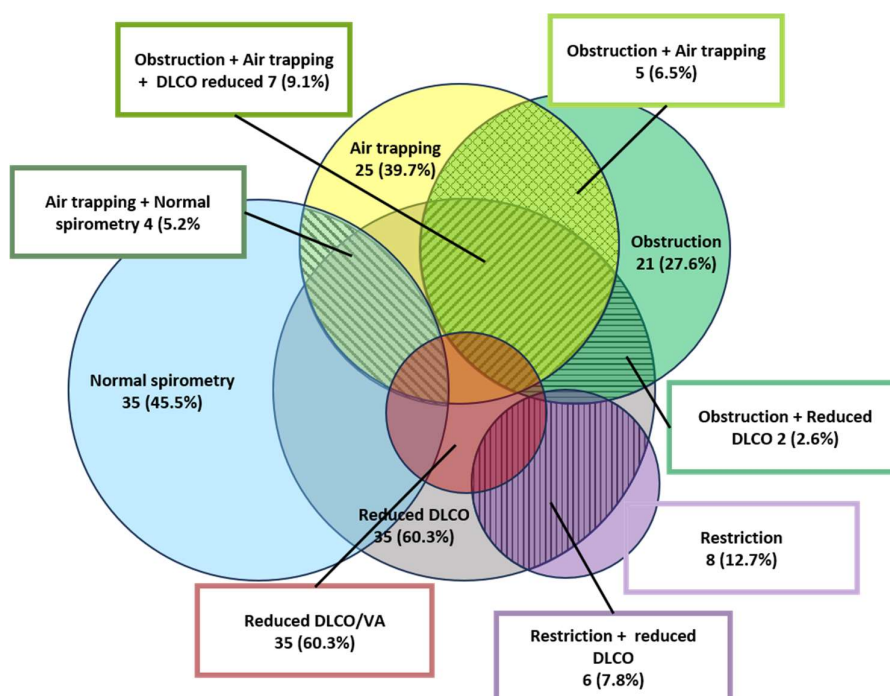 Obstruction + Air trapping
+ DLCO reduced 7 (9.1%)
Obstruction + Air trapping
5 (6.5%)
Air trapping
25 (39.7%)
Air trapping + Normal
spirometry 4 (5.2%
Obstruction
21 (27.6%)
Normal spirometry
35 (45.5%)
Obstruction + Reduced
DLCO 2 (2.6%)
Reduced DLCO
35 (60.3%)
Restriction
8 (12.7%)
Reduced DLCO/VA
35 (60.3%)
Restriction + reduced
DLCO
6 (7.8%)